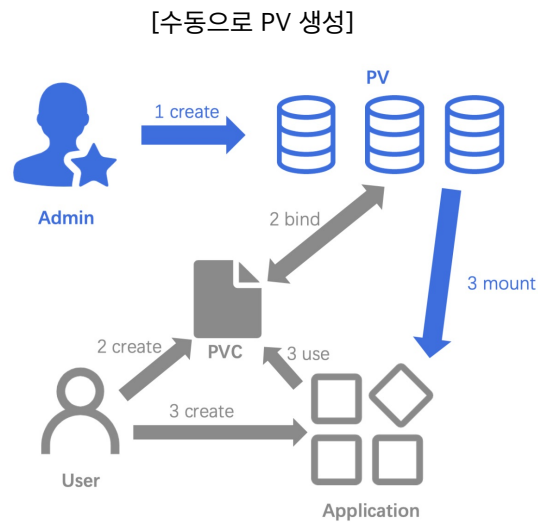 [수동으로 PV 생성]
PV
1 create
Admin
2 bind
3 mount
2 create
PVC
3 use
3 create
User
Application